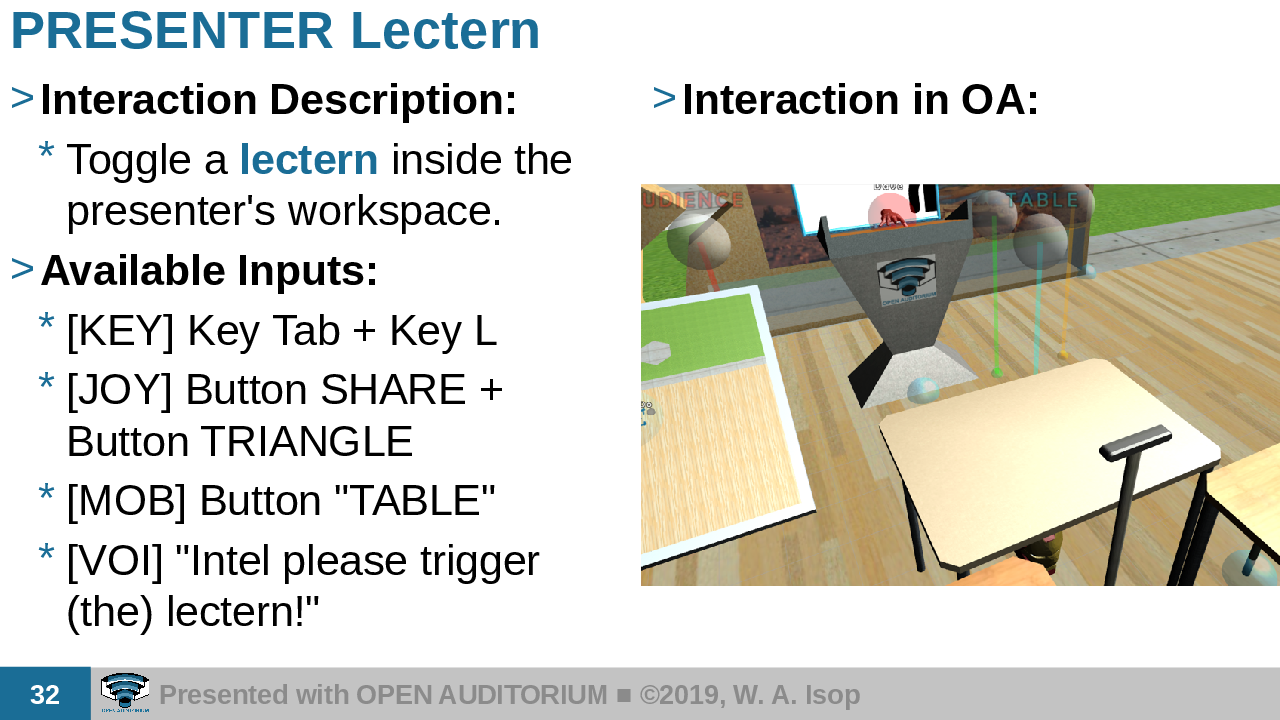 PRESENTER Lectern
> Interaction Description:
* Toggle a lectern inside the
presenter's workspace.
> Available Inputs:
* [KEY] Key Tab + Key L
* [JOY] Button SHARE +
Button TRIANGLE
* [MOB] Button "TABLE"
* [VOI] "Intel please trigger
(the) lectern!"
> Interaction in OA:
UDIENCE
TABLE
OPEN AUDITORIUM
32
OPEN AUDITORIUM
Presented with OPEN AUDITORIUM ■ ©2019, W. A. Isop